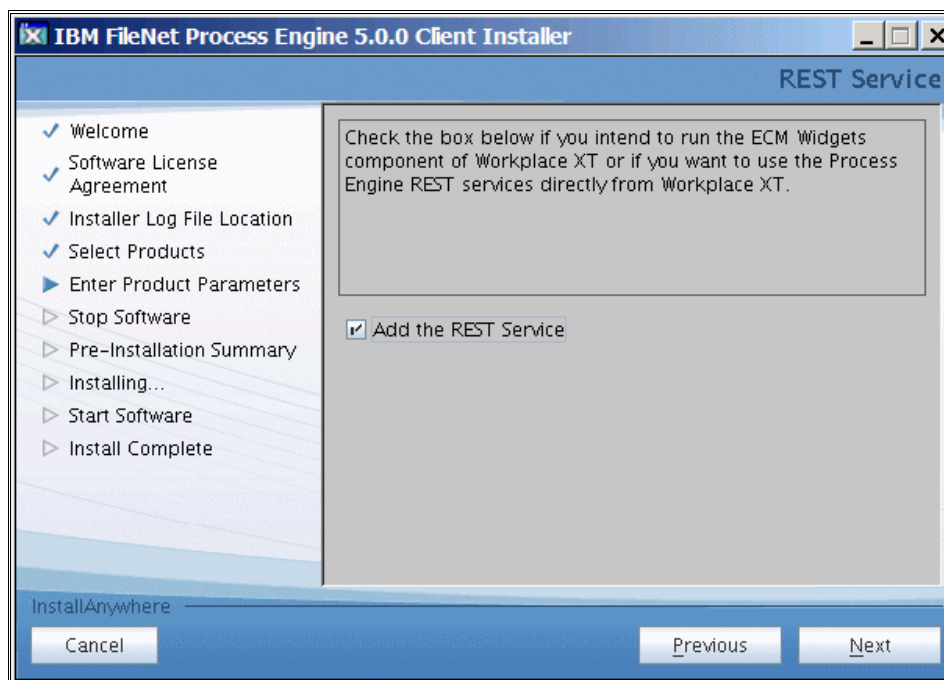 IBM FileNet Process Engine 5.0.0 Client Installer
REST Service
Welcome
Software License
Agreement
Installer Log File Location
Select Products
Enter Product Parameters
Stop Software
Pre-Installation Summary
Installing...
Start Software
Install Complete
Check the box below if you intend to run the ECM Widgets
component of Workplace XT or if you want to use the Process
Engine REST services directly from Workplace XT.
Add the REST Service
InstallAnywhere
Cancel
Previous
Next